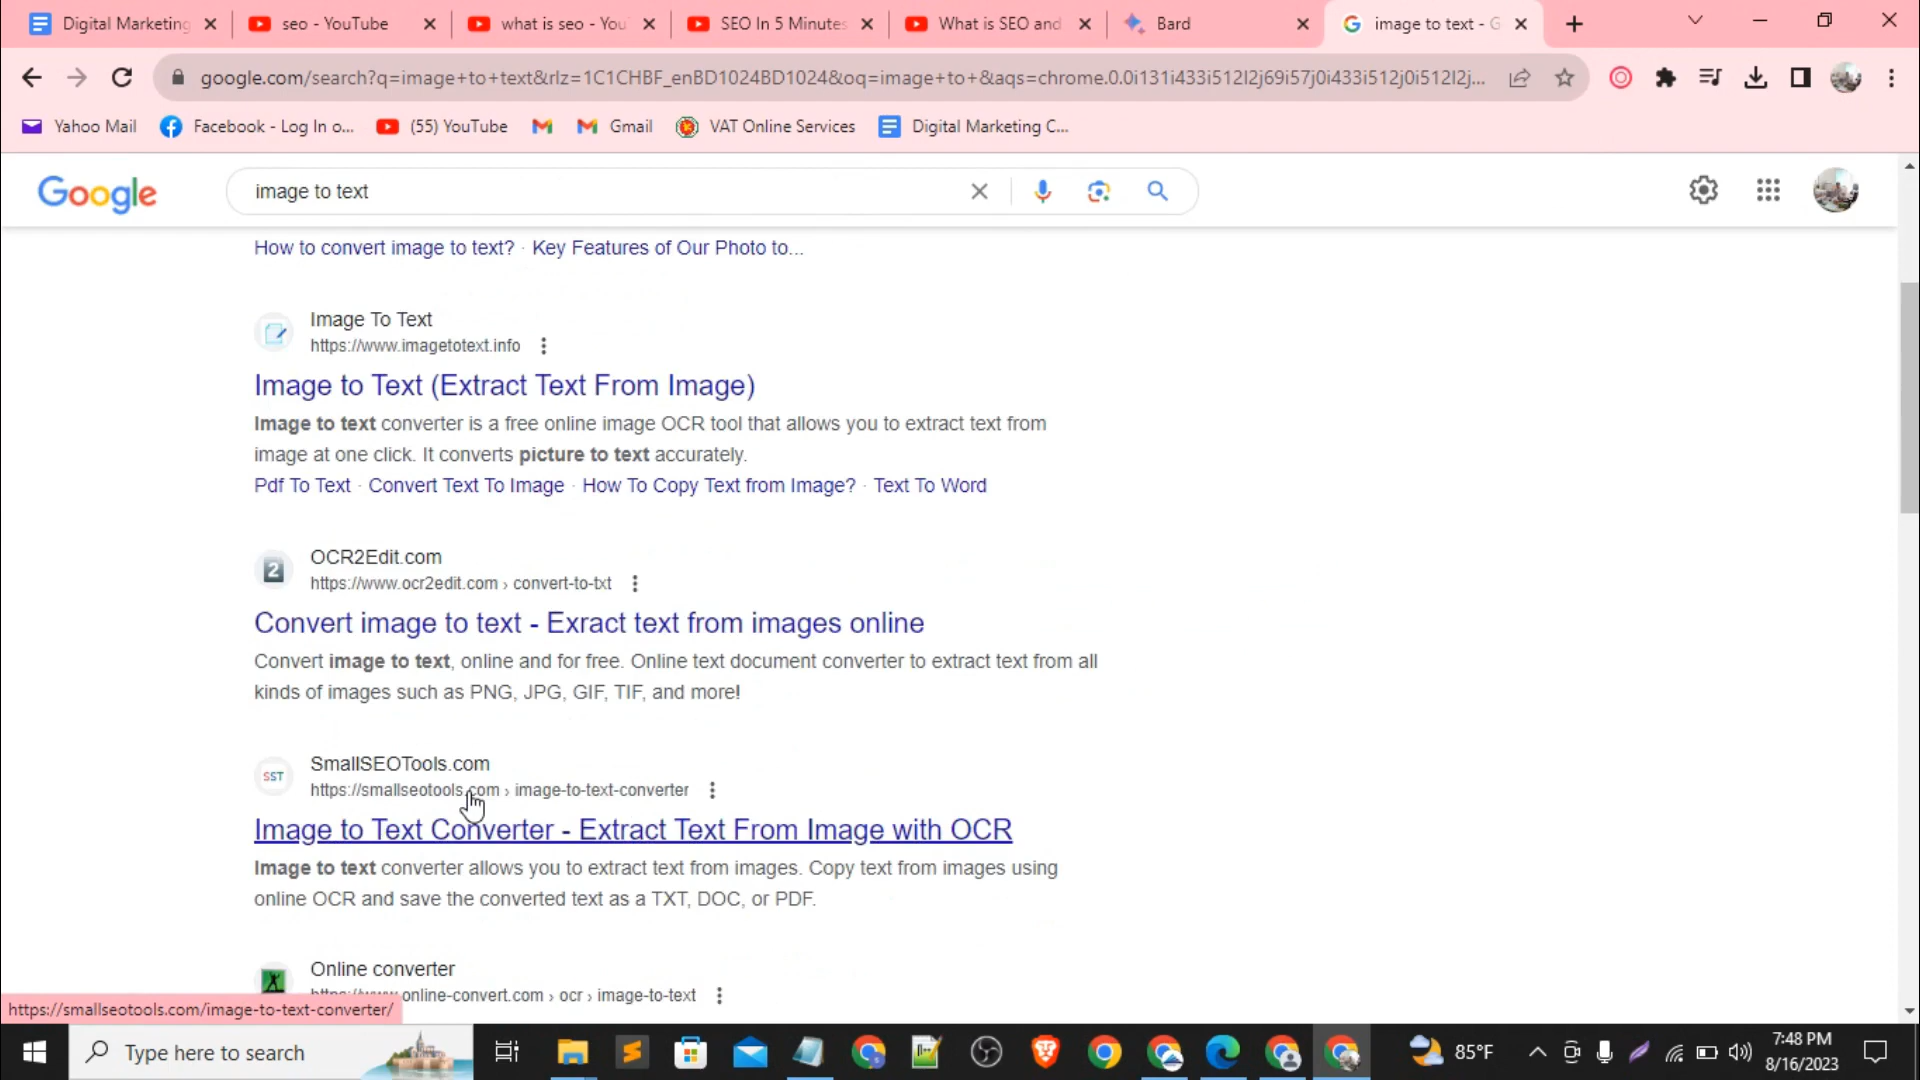 Digital Marketing
seo - YouTube
what is seo - You
SEO In 5 Minutes
What is SEO and
Bard
image to text - G
google.com/search?q=image+to+text&rlz=1C1CHBF_enBD1024BD1024&oq=image+to+&aqs=chrome.0.0i131i433i512l2j69i57j0i433i512j0i512l2j...
Yahoo Mail
Facebook - Log In o...
(55) YouTube
Gmail
VAT Online Services
Digital Marketing C...
Google
image to text
How to convert image to text? · Key Features of Our Photo to...
Image To Text
https://www.imagetotext.info
Image to Text (Extract Text From Image)
Image to text converter is a free online image OCR tool that allows you to extract text from
image at one click. It converts picture to text accurately.
Pdf To Text · Convert Text To Image · How To Copy Text from Image? · Text To Word
2
OCR2Edit.com
https://www.ocr2edit.com › convert-to-txt
Convert image to text - Exract text from images online
Convert image to text, online and for free. Online text document converter to extract text from all
kinds of images such as PNG, JPG, GIF, TIF, and more!
SST
SmallSEOTools.com
https://smallseotools.com › image-to-text-converter
Image to Text Converter - Extract Text From Image with OCR
Image to text converter allows you to extract text from images. Copy text from images using
online OCR and save the converted text as a TXT, DOC, or PDF.
Online converter
https://www.online-convert.com › ocr › image-to-text
https://smallseotools.com/image-to-text-converter/
Type here to search
85°F
7:48 PM
8/16/2023